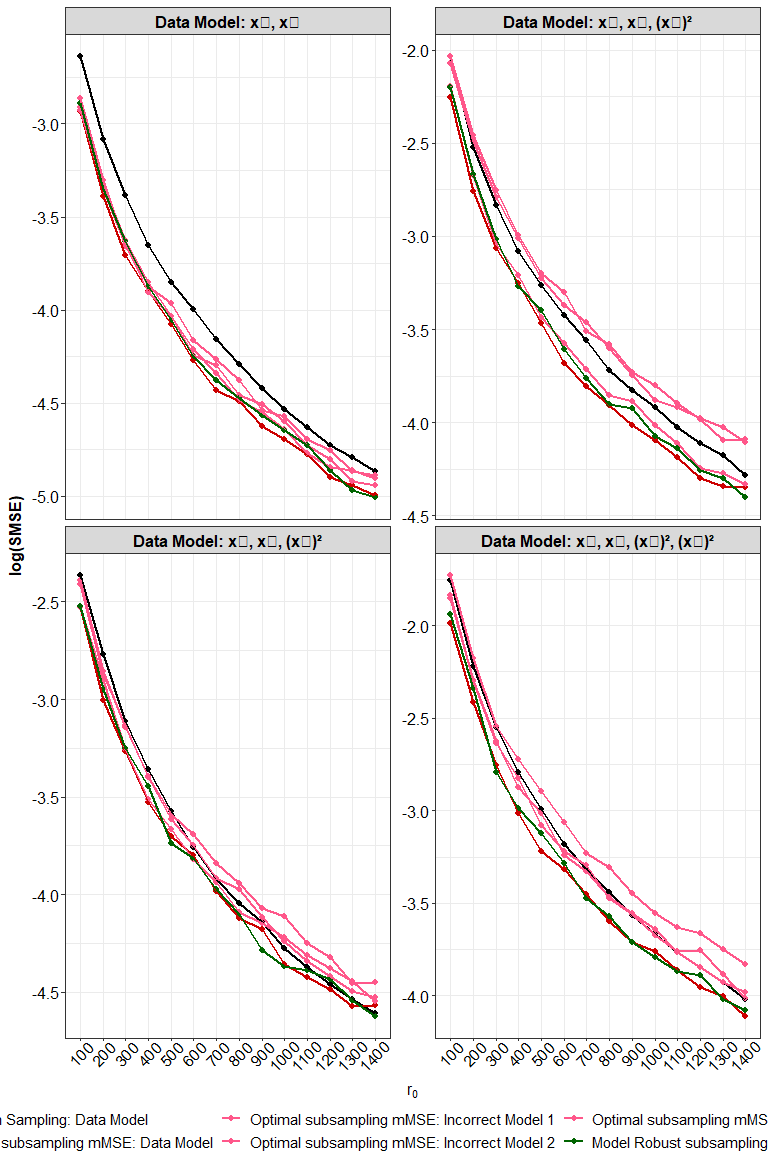 Data Model: x▯, x▯
Data Model: x▯, x▯, (x▯)²
-3.0
-3.5
-4.0
-4.5
-5.0
-2.0
-2.5
-3.0
-3.5
-4.0
-4.5
log(SMSE)
Data Model: x▯, x▯, (x▯)²
Data Model: x▯, x▯, (x▯)², (x▯)²
-2.5
-3.0
-3.5
-4.0
-4.5
-2.0
-2.5
-3.0
-3.5
-4.0
100 200 300 400 500 600 700 800 900 1000 1100 1200 1300 1400
100 200 300 400 500 600 700 800 900 1000 1100 1200 1300 1400
r₀
Sampling: Data Model
Optimal subsampling mMSE: Incorrect Model 1
Optimal subsampling mMS
subsampling mMSE: Data Model
Optimal subsampling mMSE: Incorrect Model 2
Model Robust subsampling